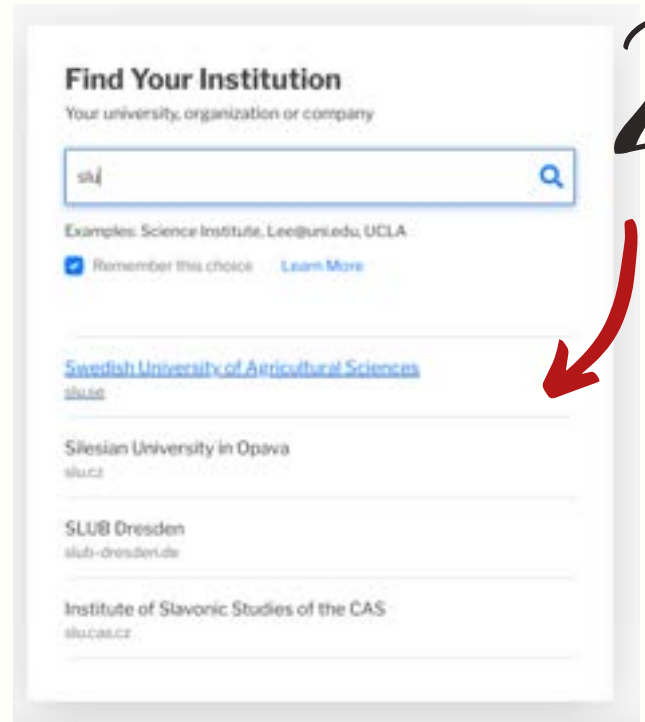 Find Your Institution
Your university, organization or company
slu
Examples: Science Institute, Lee@uni.edu, UCLA
Remember this choice Learn More
Swedish University of Agricultural Sciences
slu.se
Silesian University in Opava
slu.cz
SLUB Dresden
slub-dresden.de
Institute of Slavonic Studies of the CAS
slu.cas.cz
2